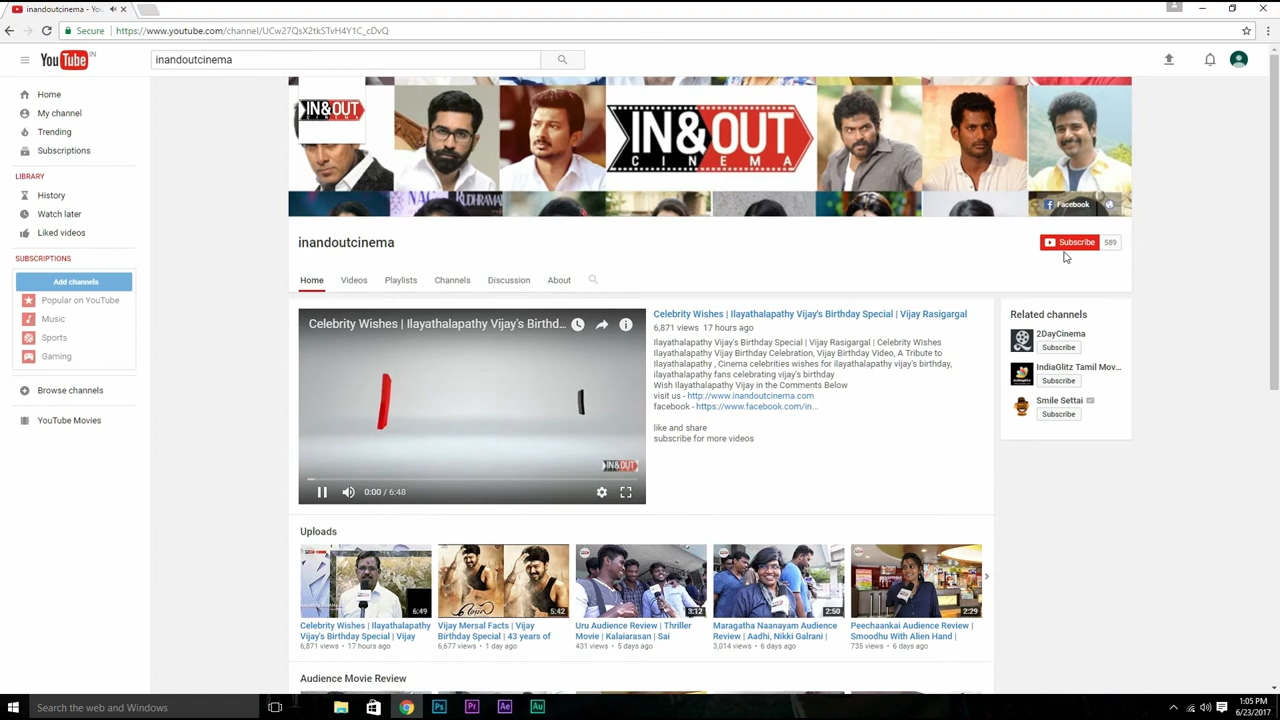 inandoutcinema - You
Secure
https://www.youtube.com/channel/UCw27QsX2tkSTvH4Y1C_cDvQ
YouTube IN
inandoutcinema
Home
My channel
Trending
Subscriptions
LIBRARY
History
Watch later
Liked videos
SUBSCRIPTIONS
Add channels
Popular on YouTube
Music
Sports
Gaming
Browse channels
YouTube Movies
IN&OUT
IN&OUT
CINEMA
Facebook
inandoutcinema
Subscribe 589
Home Videos Playlists Channels Discussion About
Celebrity Wishes | Ilayathalapathy Vijay's Birthd...
IN&OUT
0:00 / 6:48
Celebrity Wishes | Ilayathalapathy Vijay's Birthday Special | Vijay Rasigargal
6,871 views 17 hours ago
Ilayathalapathy Vijay's Birthday Special | Vijay Rasigargal | Celebrity Wishes
Ilayathalapathy Vijay Birthday Celebration, Vijay Birthday Video, A Tribute to
Ilayathalapathy , Cinema celebrities wishes for ilayathalapathy vijay's birthday,
ilayathalapathy fans celebrating vijay's birthday
Wish Ilayathalapathy Vijay in the Comments Below
visit us - http://www.inandoutcinema.com
facebook - https://www.facebook.com/in...
like and share
subscribe for more videos
Related channels
2DayCinema
Subscribe
IndiaGlitz Tamil Mov...
Subscribe
Smile Settai
Subscribe
Uploads
6:49
Celebrity Wishes | Ilayathalapathy
Vijay's Birthday Special | Vijay
6,871 views • 17 hours ago
5:42
Vijay Mersal Facts | Vijay
Birthday Special | 43 years of
6,677 views • 1 day ago
3:12
Uru Audience Review | Thriller
Movie | Kalaiarasan | Sai
431 views • 5 days ago
2:50
Maragatha Naanayam Audience
Review | Aadhi, Nikki Galrani |
3,014 views • 6 days ago
2:29
Peechaankai Audience Review |
Smoodhu With Alien Hand |
735 views • 6 days ago
Audience Movie Review
Search the web and Windows
Ps Pr Ae Au
1:05 PM
6/23/2017